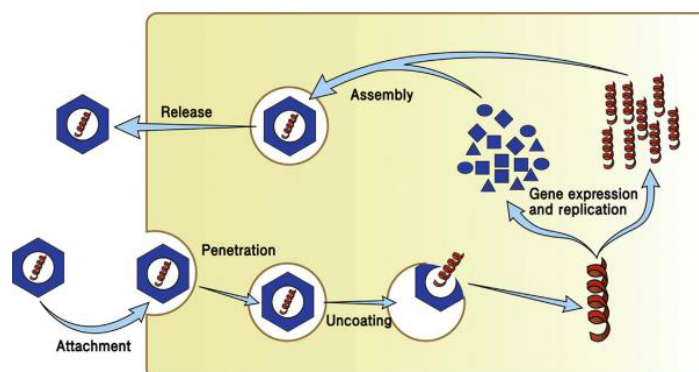 Release
Assembly
Gene expression
and replication
Penetration
Uncoating
Attachment